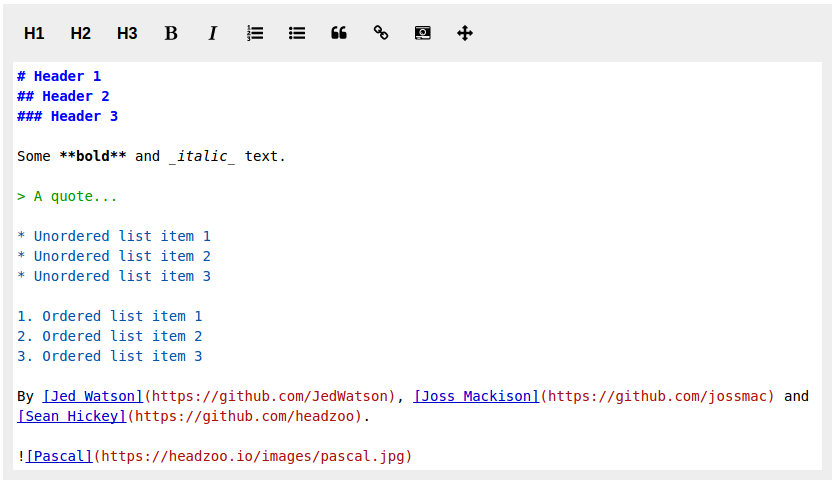 H1 H2 H3 B I
# Header 1
## Header 2
### Header 3
Some **bold** and _italic_ text.
> A quote...
* Unordered list item 1
* Unordered list item 2
* Unordered list item 3
1. Ordered list item 1
2. Ordered list item 2
3. Ordered list item 3
By [Jed Watson](https://github.com/JedWatson), [Joss Mackison](https://github.com/jossmac) and
[Sean Hickey](https://github.com/headzoo).
![Pascal](https://headzoo.io/images/pascal.jpg)